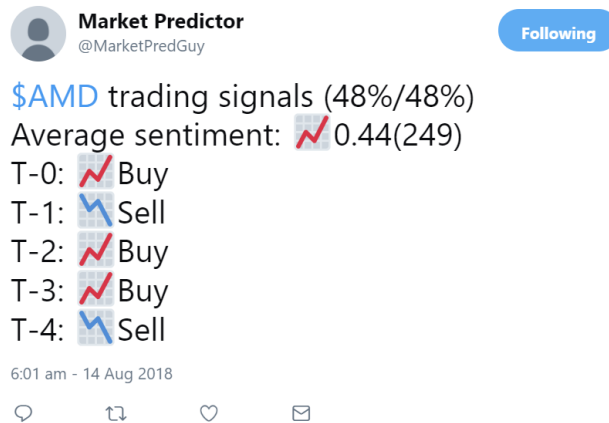 Market Predictor
@MarketPredGuy
Following
$AMD trading signals (48%/48%)
Average sentiment: 📈0.44(249)
T-0: 📈Buy
T-1: 📉Sell
T-2: 📈Buy
T-3: 📈Buy
T-4: 📉Sell
6:01 am - 14 Aug 2018